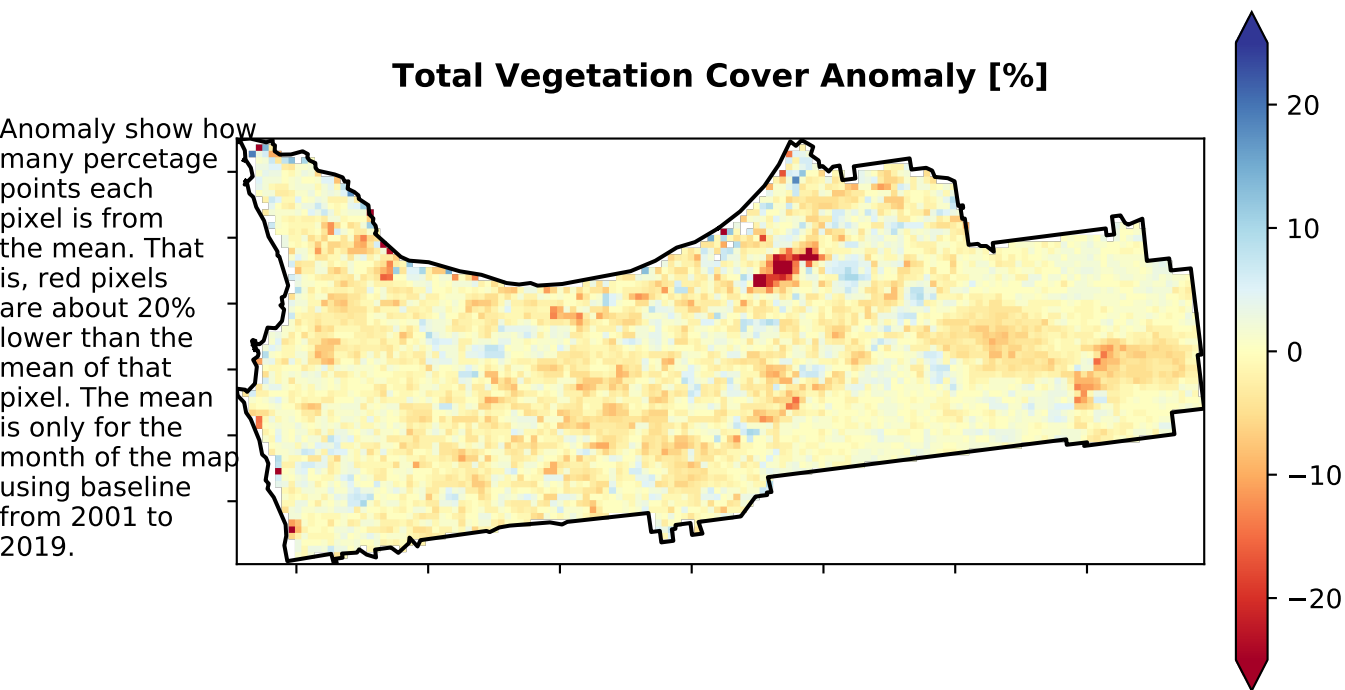 Total Vegetation Cover Anomaly [%]
Anomaly show how
many percetage
points each
pixel is from
the mean. That
is, red pixels
are about 20%
lower than the
mean of that
pixel. The mean
is only for the
month of the map
using baseline
from 2001 to
2019.
20
10
0
−10
−20